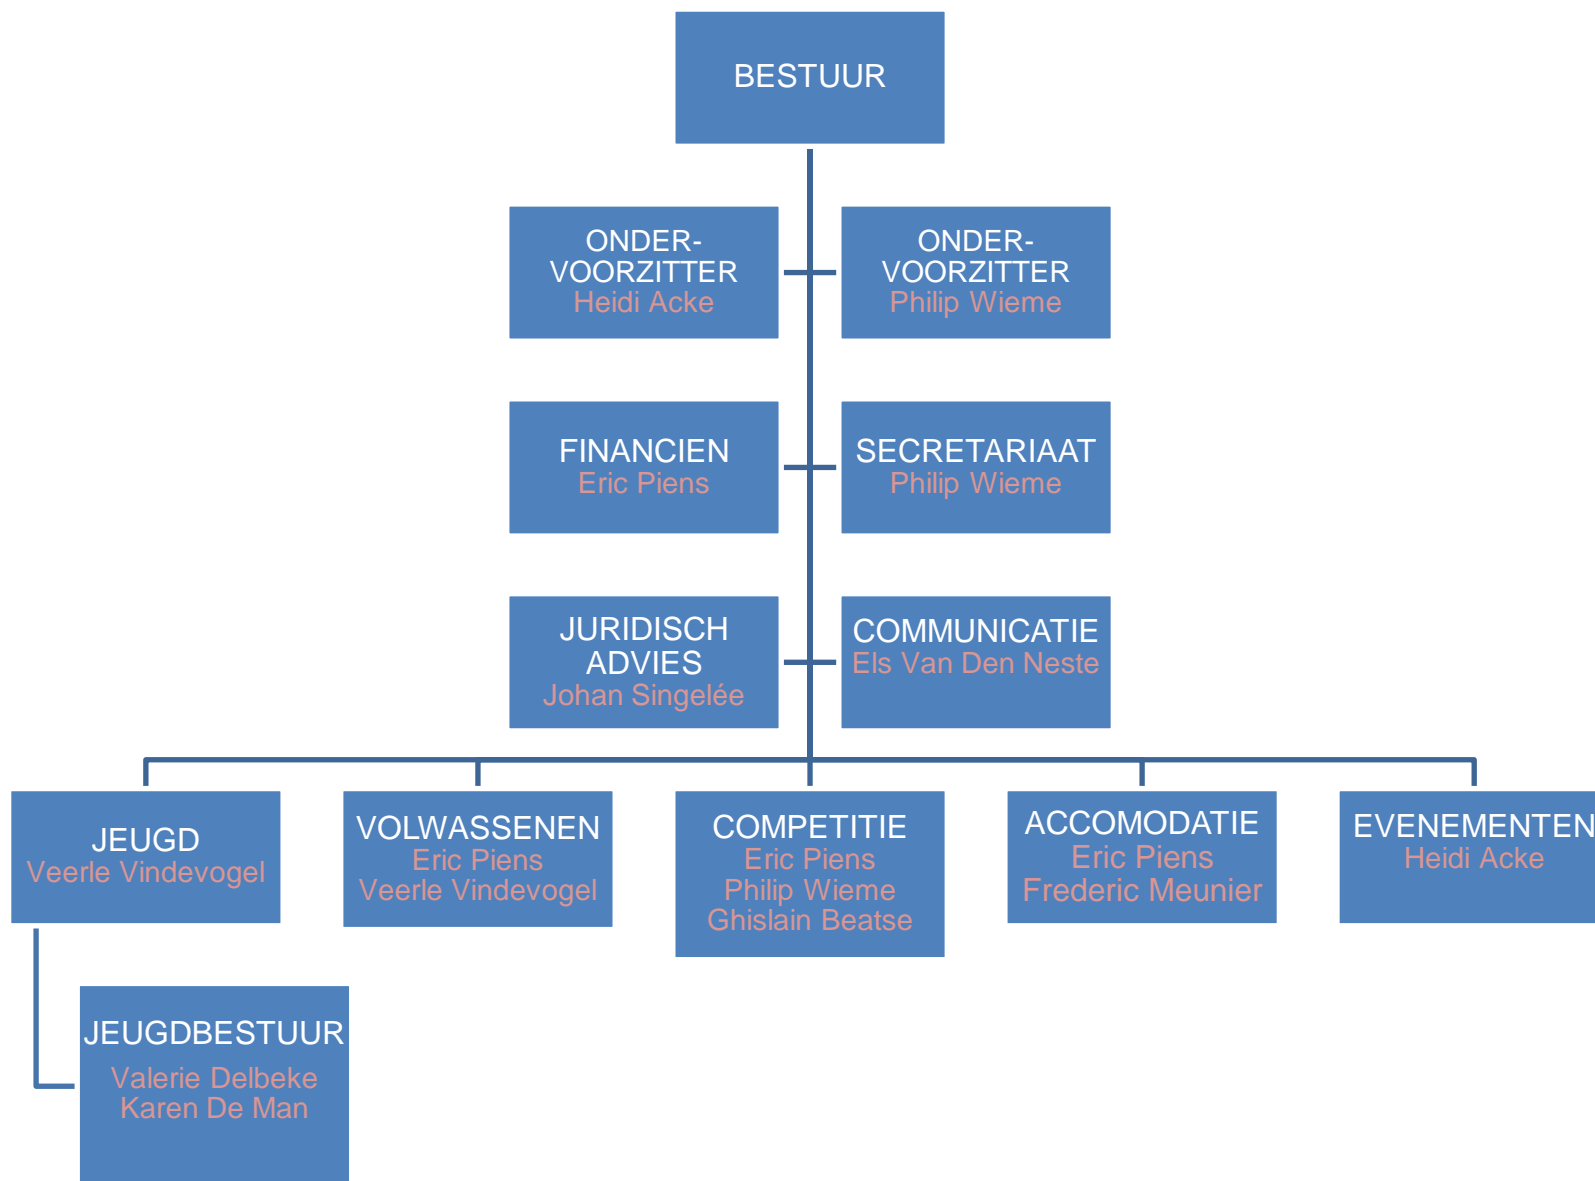 BESTUUR
ONDER-
VOORZITTER
Heidi Acke
ONDER-
VOORZITTER
Philip Wieme
FINANCIEN
Eric Piens
SECRETARIAAT
Philip Wieme
JURIDISCH
ADVIES
Johan Singelée
COMMUNICATIE
Els Van Den Neste
JEUGD
Veerle Vindevogel
VOLWASSENEN
Eric Piens
Veerle Vindevogel
COMPETITIE
Eric Piens
Philip Wieme
Ghislain Beatse
ACCOMODATIE
Eric Piens
Frederic Meunier
EVENEMENTEN
Heidi Acke
JEUGDBESTUUR
Valerie Delbeke
Karen De Man